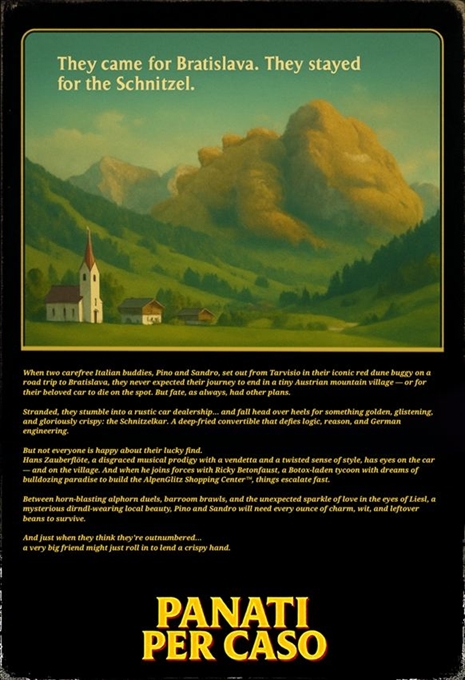 They came for Bratislava. They stayed
for the Schnitzel.
When two carefree Italian buddies, Pino and Sandro, set out from Tarvisio in their iconic red dune buggy on a
road trip to Bratislava, they never expected their journey to end in a tiny Austrian mountain village — or for
their beloved car to die on the spot. But fate, as always, had other plans.
Stranded, they stumble into a rustic car dealership... and fall head over heels for something golden, glistening,
and gloriously crispy: the Schnitzelkar. A deep-fried convertible that defies logic, reason, and German
engineering.
But not everyone is happy about their lucky find.
Hans Zauberflöte, a disgraced musical prodigy with a vendetta and a twisted sense of style, has eyes on the car
— and on the village. And when he joins forces with Ricky Betonfaust, a Botox-laden tycoon with dreams of
bulldozing paradise to build the AlpenGlitz Shopping Center™, things escalate fast.
Between horn-blasting alphorn duels, barroom brawls, and the unexpected sparkle of love in the eyes of Liesl, a
mysterious dirndl-wearing local beauty, Pino and Sandro will need every ounce of charm, wit, and leftover
beans to survive.
And just when they think they're outnumbered...
a very big friend might just roll in to lend a crispy hand.
PANATI
PER CASO